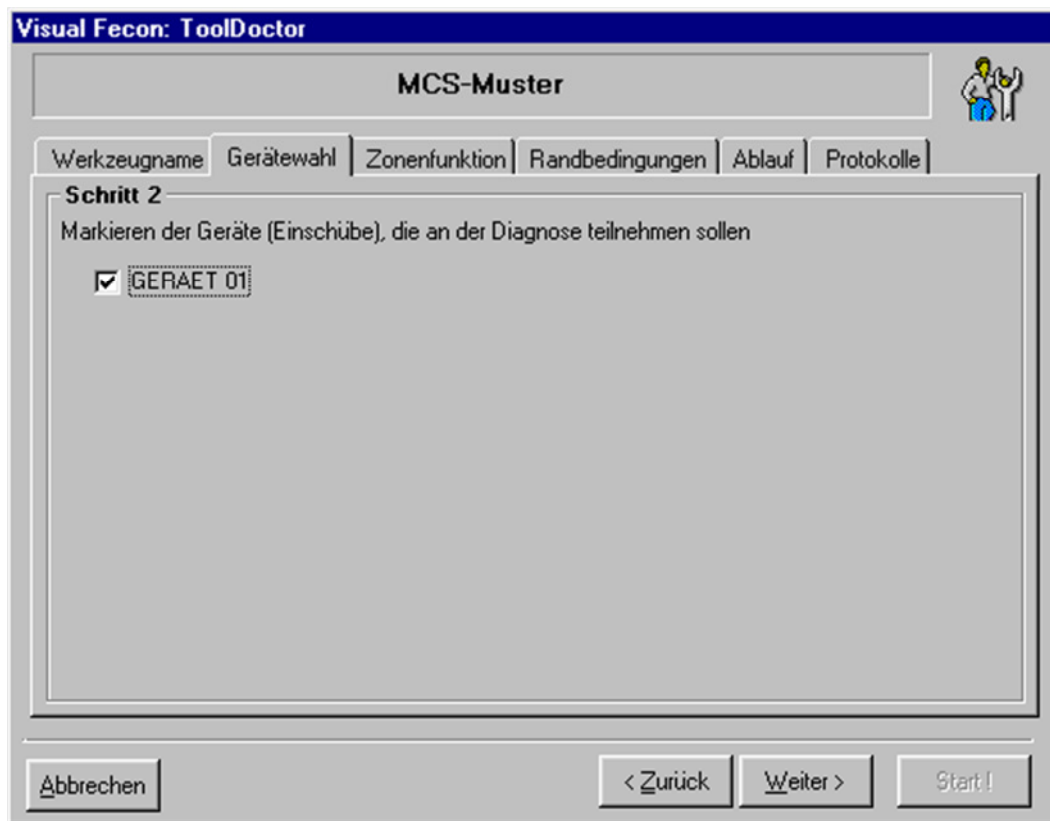 Visual Fecon: ToolDoctor
MCS-Muster
Werkzeugname Gerätewahl Zonenfunktion Randbedingungen Ablauf Protokolle
Schritt 2
Markieren der Geräte (Einschübe), die an der Diagnose teilnehmen sollen
GERAET 01
Abbrechen < Zurück Weiter > Start !